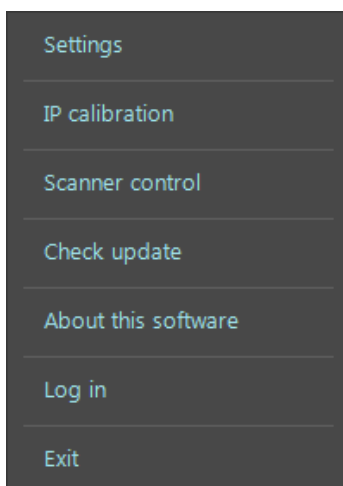 Settings
IP calibration
Scanner control
Check update
About this software
Log in
Exit